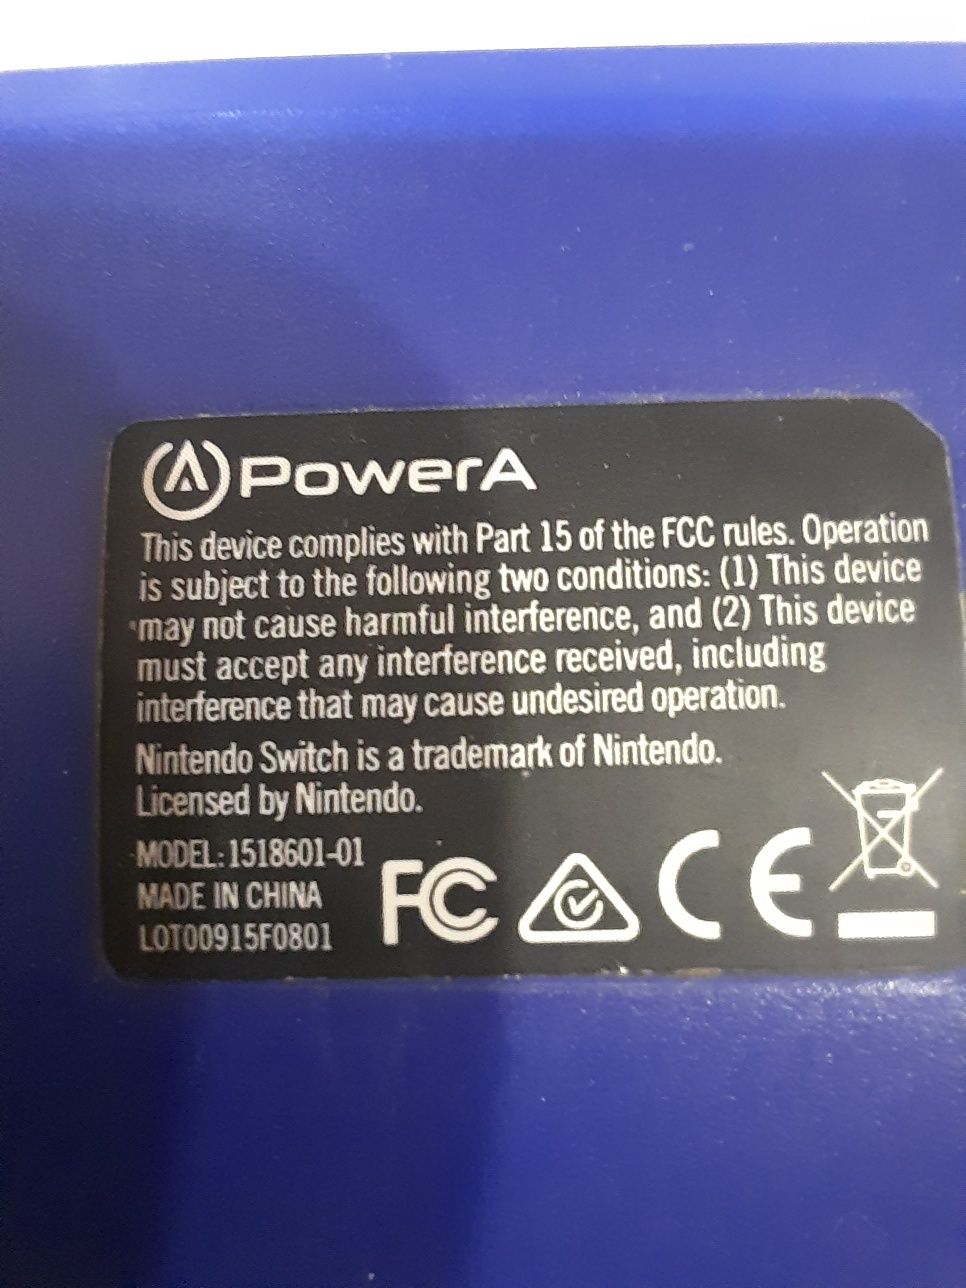 PowerA
This device complies with Part 15 of the FCC rules. Operation
is subject to the following two conditions: (1) This device
may not cause harmful interference, and (2) This device
must accept any interference received, including
interference that may cause undesired operation.
Nintendo Switch is a trademark of Nintendo.
Licensed by Nintendo.
MODEL: 1518601-01
MADE IN CHINA
LOT00915F0801
FC CE